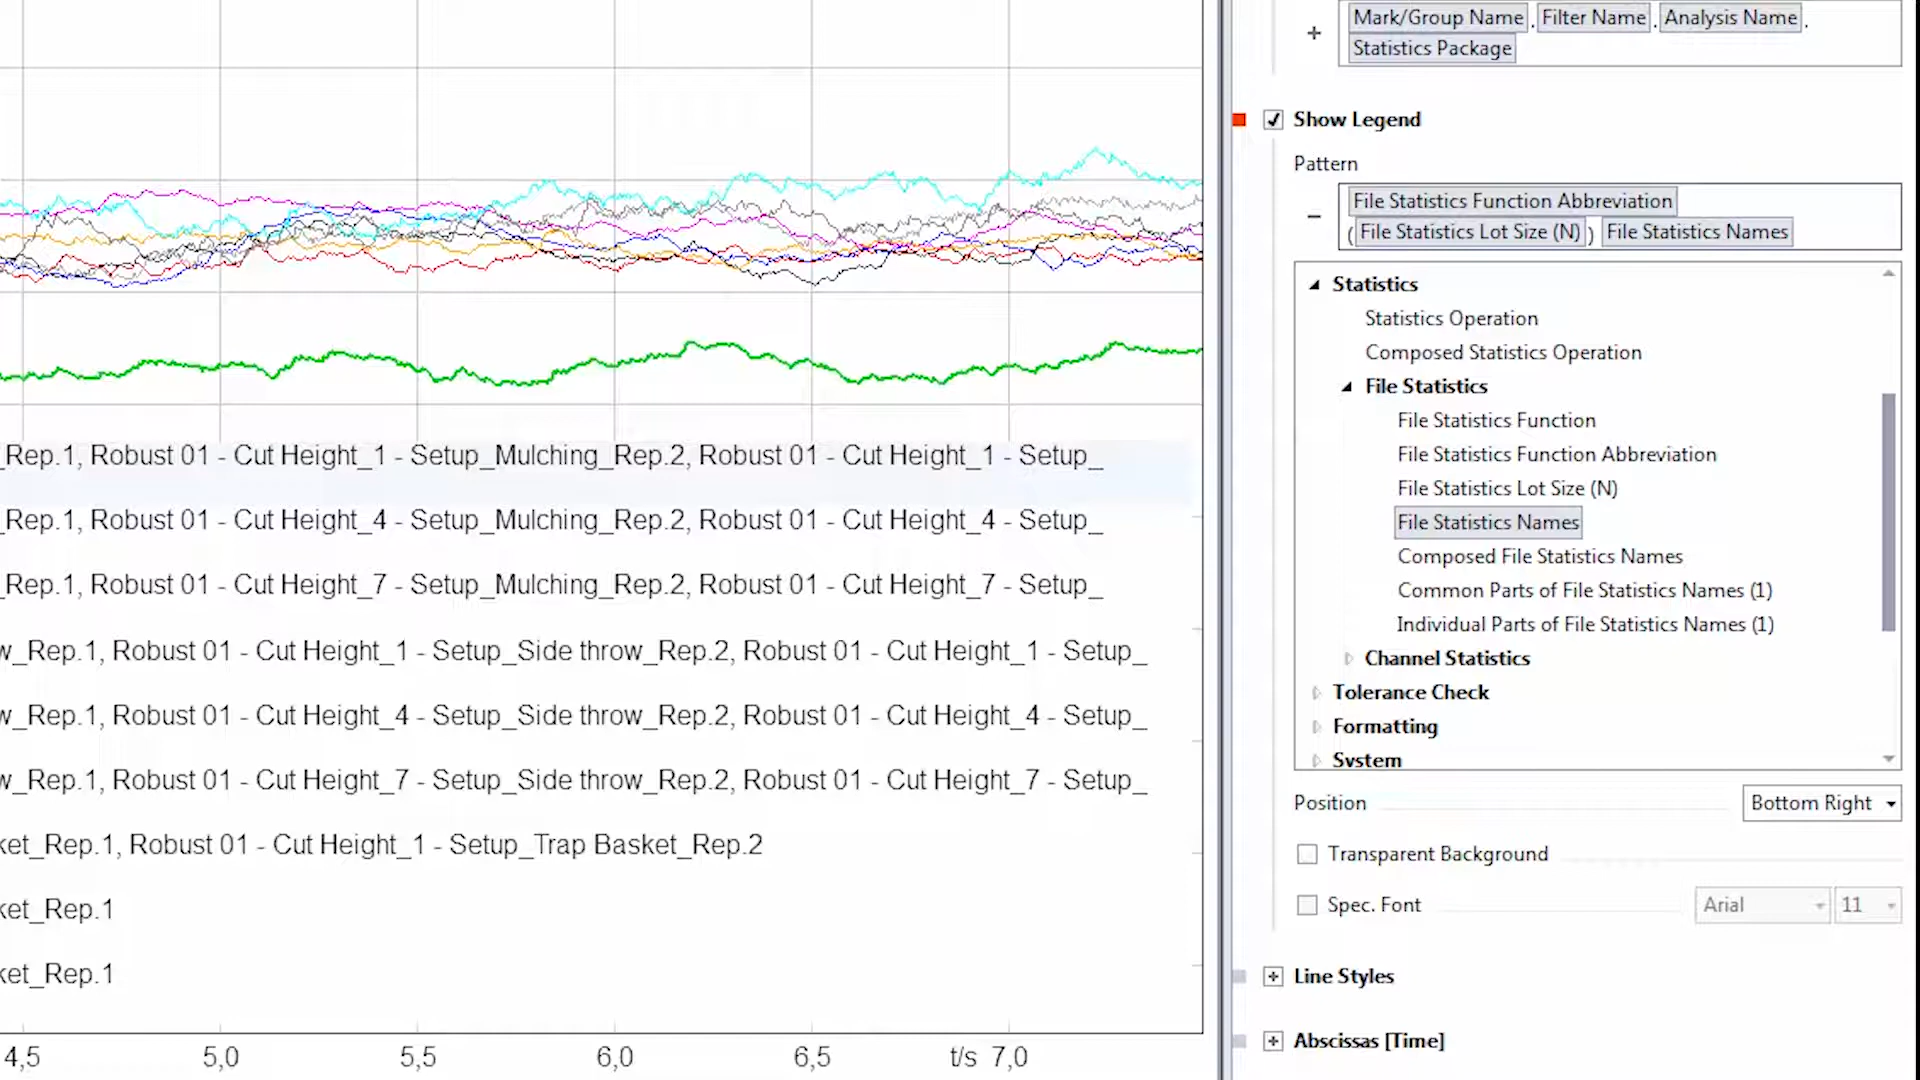 Mark/Group Name . Filter Name . Analysis Name .
Statistics Package
Show Legend
Pattern
File Statistics Function Abbreviation
( File Statistics Lot Size (N) ) File Statistics Names
Statistics
Statistics Operation
Composed Statistics Operation
File Statistics
File Statistics Function
File Statistics Function Abbreviation
File Statistics Lot Size (N)
File Statistics Names
Composed File Statistics Names
Common Parts of File Statistics Names (1)
Individual Parts of File Statistics Names (1)
Channel Statistics
Tolerance Check
Formatting
System
Position Bottom Right
Transparent Background
Spec. Font Arial 11
Line Styles
Abscissas [Time]
_Rep.1, Robust 01 - Cut Height_1 - Setup_Mulching_Rep.2, Robust 01 - Cut Height_1 - Setup_
_Rep.1, Robust 01 - Cut Height_4 - Setup_Mulching_Rep.2, Robust 01 - Cut Height_4 - Setup_
_Rep.1, Robust 01 - Cut Height_7 - Setup_Mulching_Rep.2, Robust 01 - Cut Height_7 - Setup_
w_Rep.1, Robust 01 - Cut Height_1 - Setup_Side throw_Rep.2, Robust 01 - Cut Height_1 - Setup_
w_Rep.1, Robust 01 - Cut Height_4 - Setup_Side throw_Rep.2, Robust 01 - Cut Height_4 - Setup_
w_Rep.1, Robust 01 - Cut Height_7 - Setup_Side throw_Rep.2, Robust 01 - Cut Height_7 - Setup_
ket_Rep.1, Robust 01 - Cut Height_1 - Setup_Trap Basket_Rep.2
ket_Rep.1
ket_Rep.1
4,5 5,0 5,5 6,0 6,5 t/s 7,0